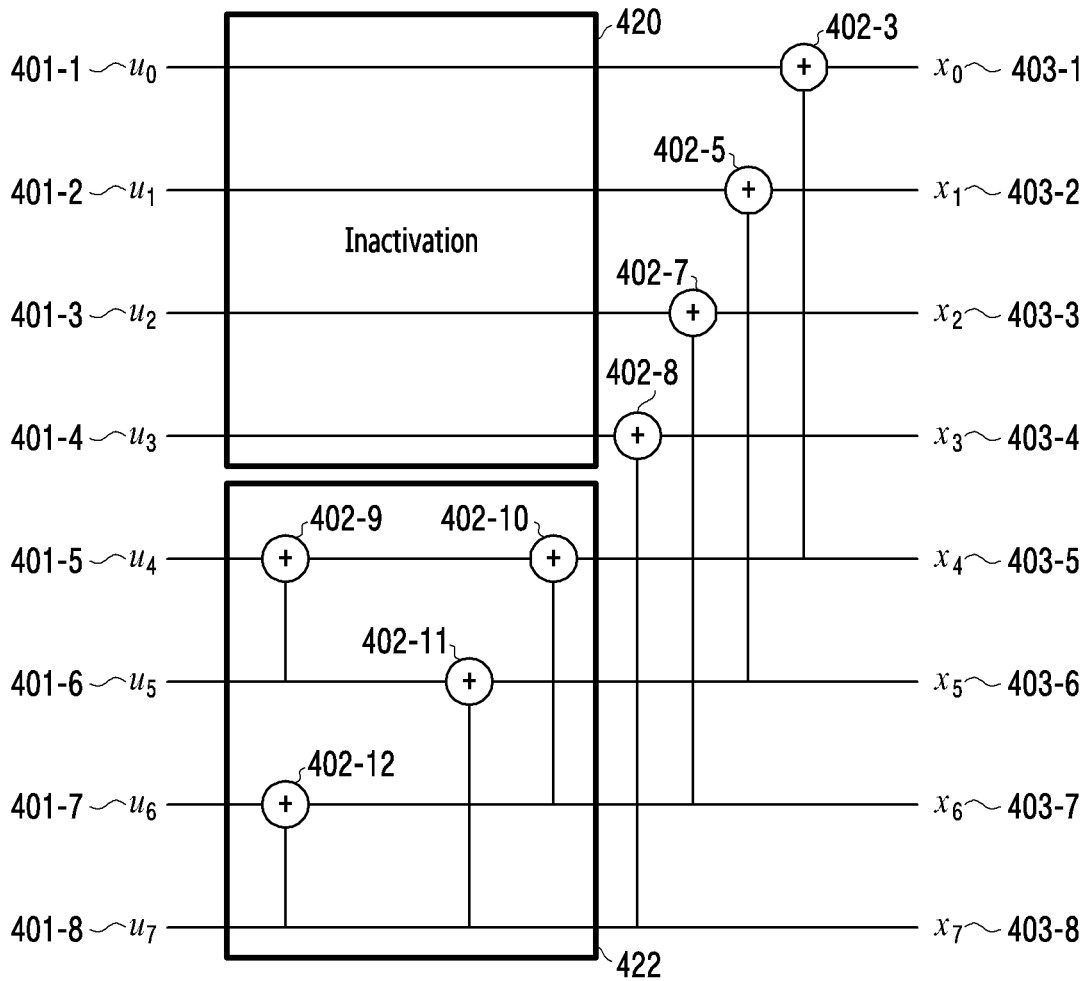 420
402-3
401-1 u0 + x0 403-1
402-5
401-2 u1 + x1 403-2
Inactivation
402-7
401-3 u2 + x2 403-3
402-8
401-4 u3 + x3 403-4
402-9 402-10
401-5 u4 + + x4 403-5
402-11
401-6 u5 + x5 403-6
402-12
401-7 u6 + x6 403-7
401-8 u7 x7 403-8
422